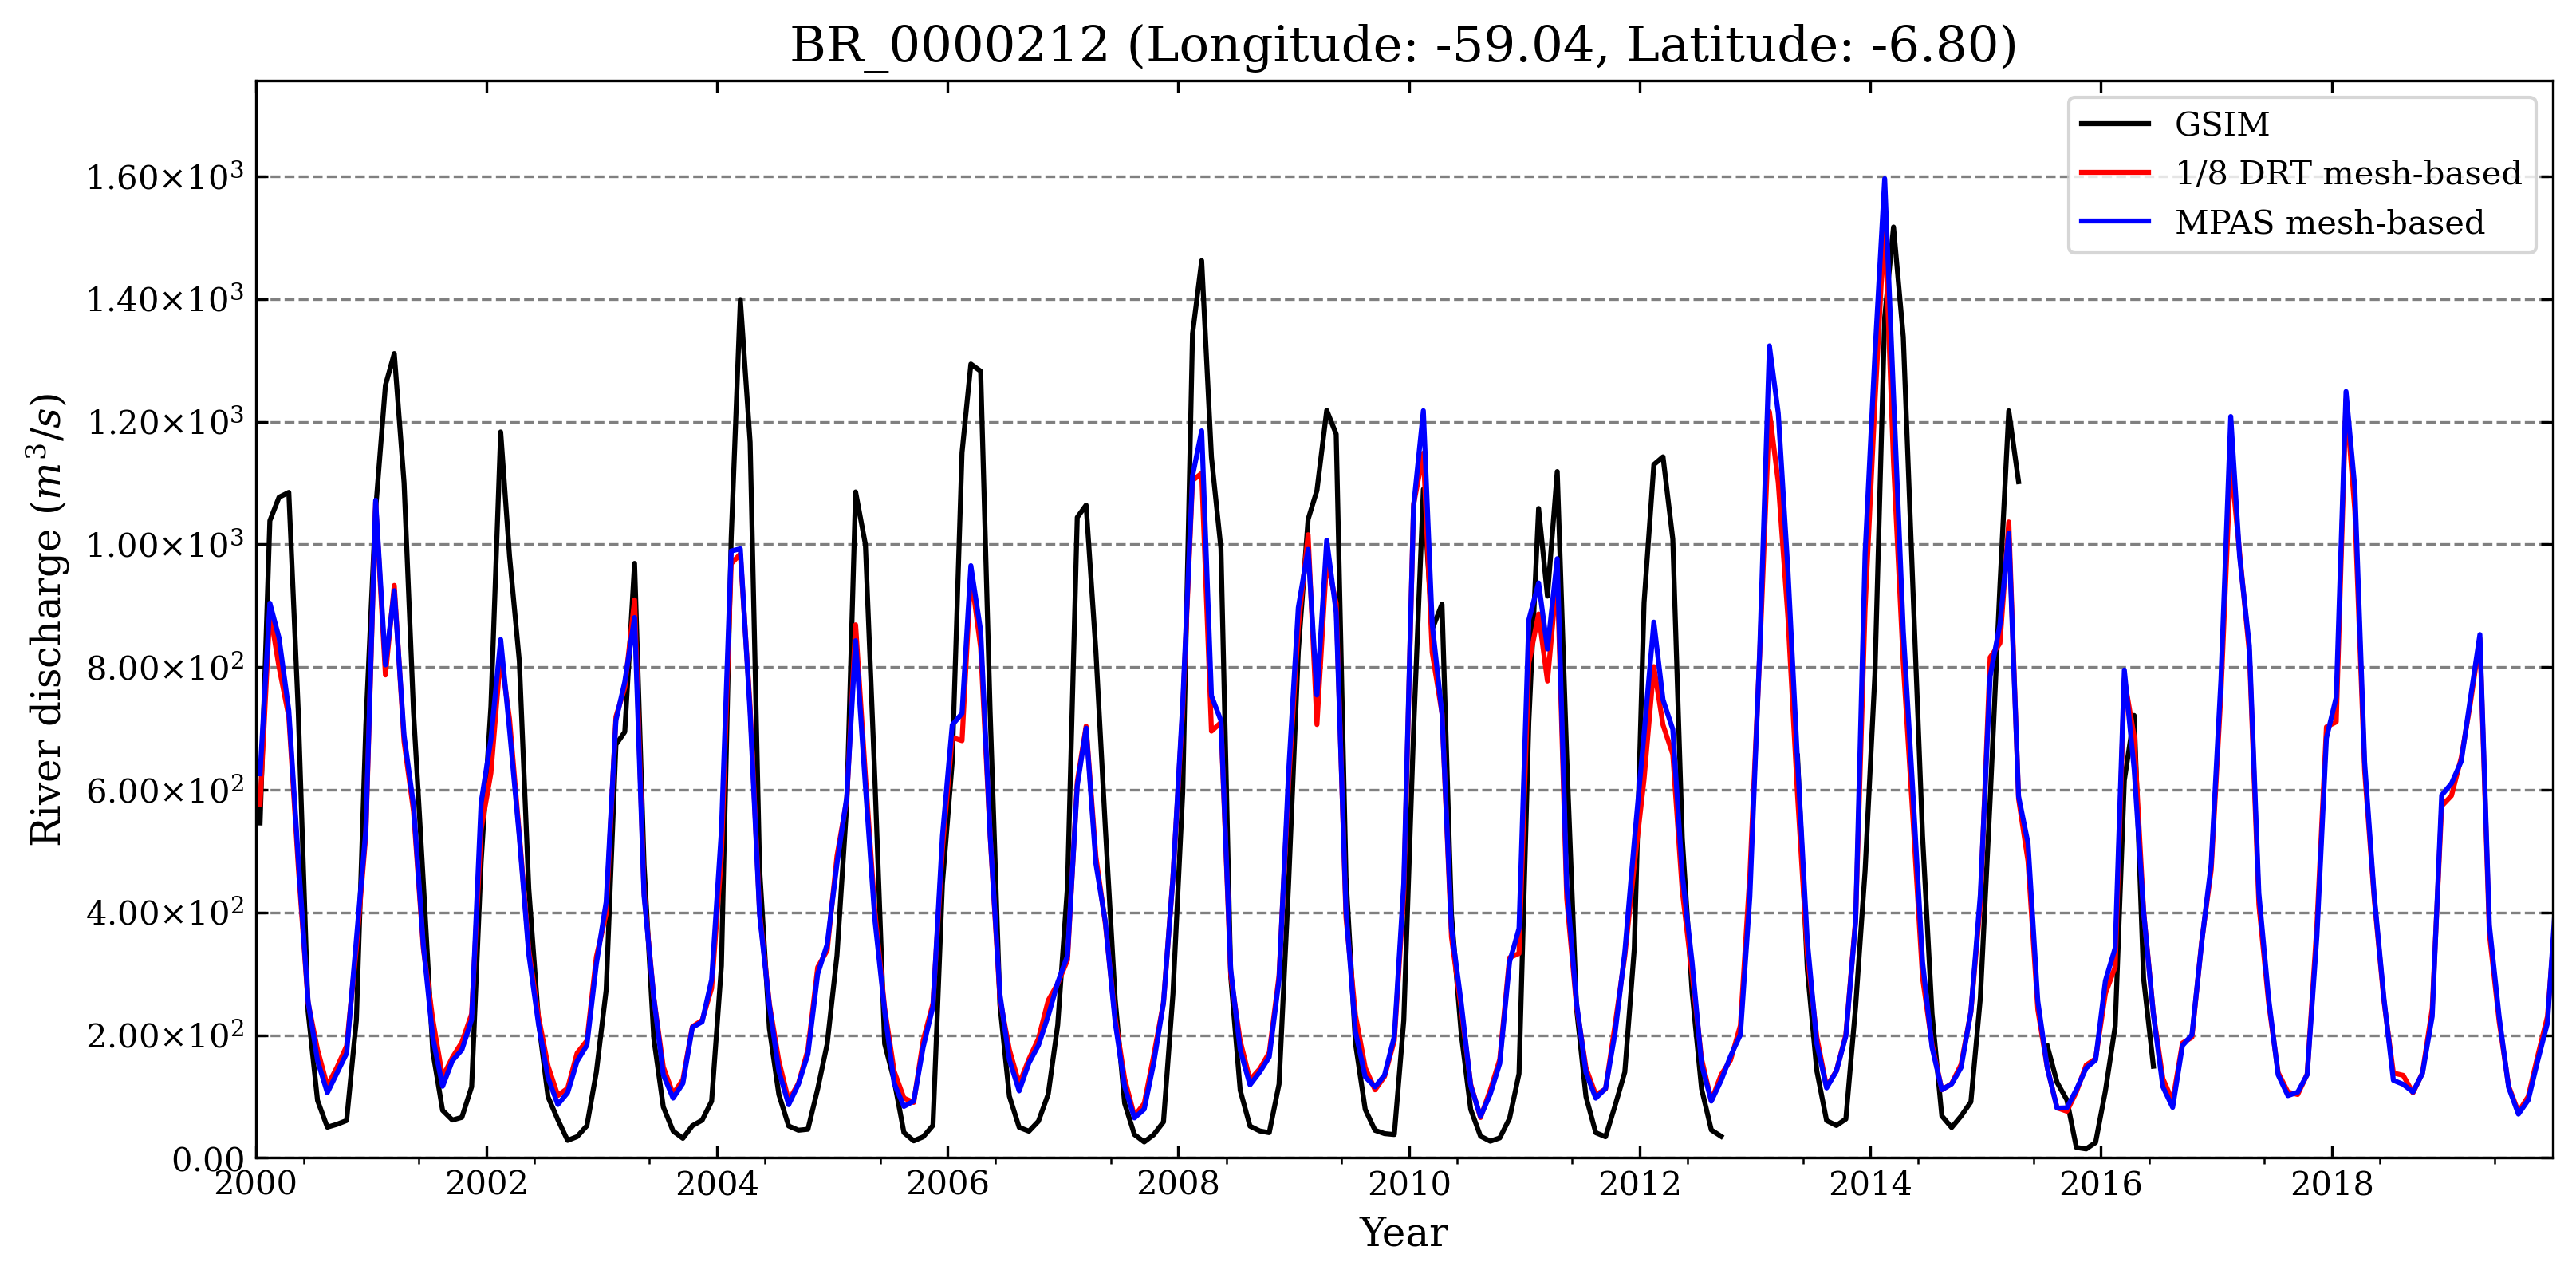 BR_0000212 (Longitude: -59.04, Latitude: -6.80)
GSIM
1/8 DRT mesh-based
MPAS mesh-based
River discharge (m³/s)
1.60×10³
1.40×10³
1.20×10³
1.00×10³
8.00×10²
6.00×10²
4.00×10²
2.00×10²
0.00
2000 2002 2004 2006 2008 2010 2012 2014 2016 2018
Year